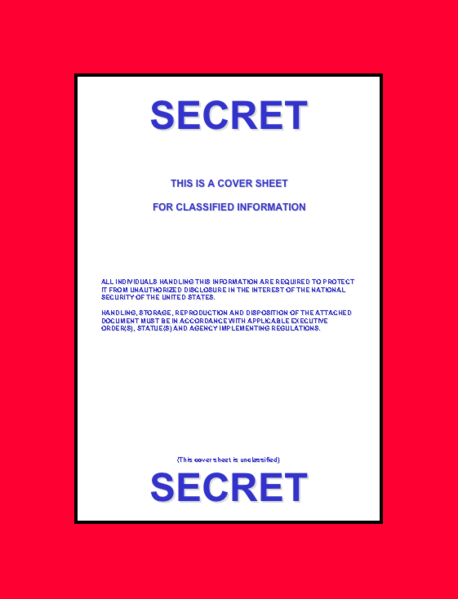 SECRET
THIS IS A COVER SHEET
FOR CLASSIFIED INFORMATION
ALL INDIVIDUALS HANDLING THIS INFORMATION ARE REQUIRED TO PROTECT
IT FROM UNAUTHORIZED DISCLOSURE IN THE INTEREST OF THE NATIONAL
SECURITY OF THE UNITED STATES.
HANDLING, STORAGE, REPRODUCTION AND DISPOSITION OF THE ATTACHED
DOCUMENT MUST BE IN ACCORDANCE WITH APPLICABLE EXECUTIVE
ORDER(S), STATUE(S) AND AGENCY IMPLEMENTING REGULATIONS.
(This cover sheet is unclassified)
SECRET